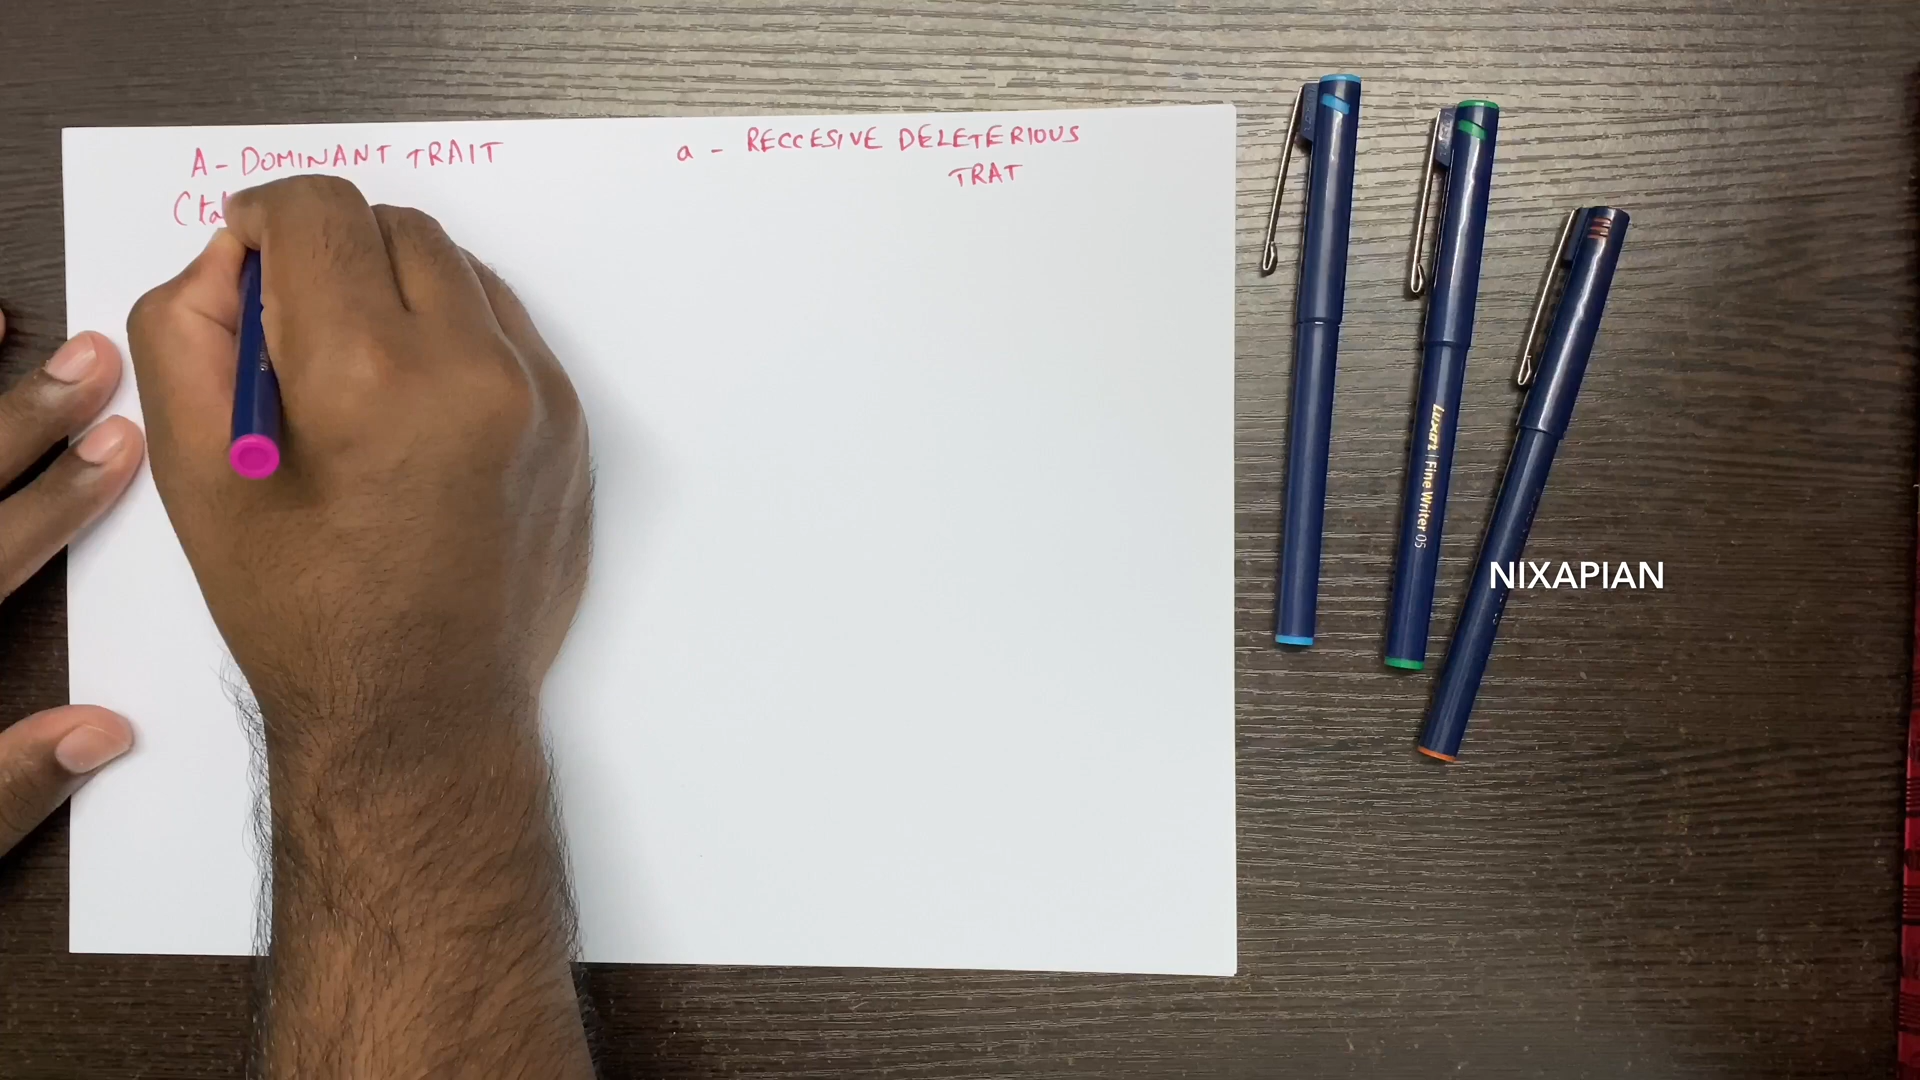 A - DOMINANT TRAIT
a - RECCESIVE DELETERIOUS
TRAT
Luxor | Fine Writer 05
NIXAPIAN